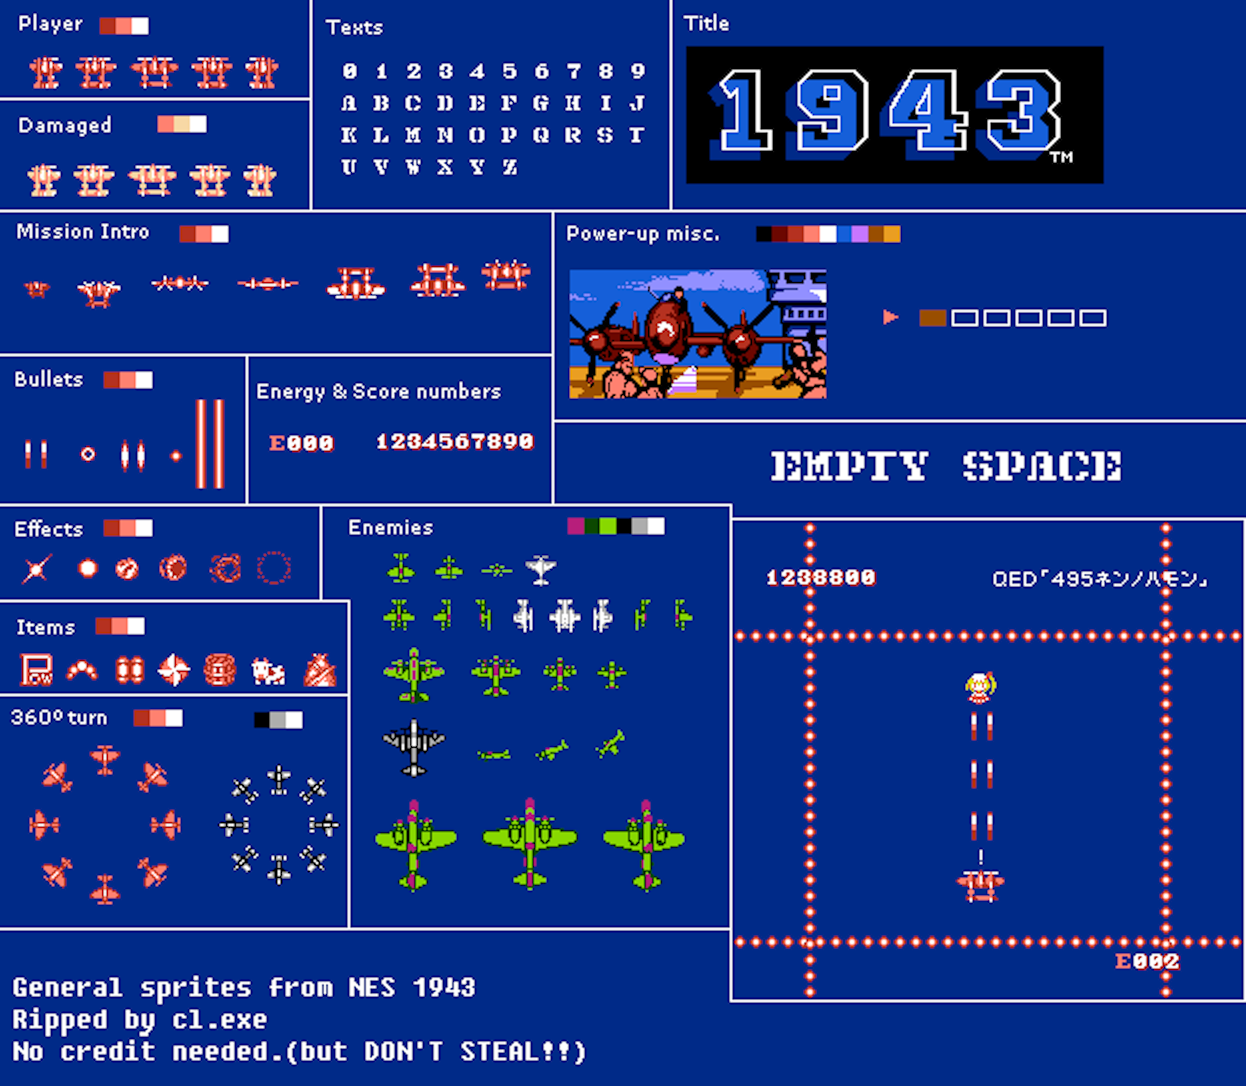 Player
Damaged
Texts
0 1 2 3 4 5 6 7 8 9
A B C D E F G H I J
K L M N O P Q R S T
U V W X Y Z
Title
1943
TM
Mission Intro
Power-up misc.
Bullets
Energy & Score numbers
E000 1234567890
EMPTY SPACE
Effects
Enemies
Items
POW
360º turn
1238800
QED「495ネンノハモン」
E002
General sprites from NES 1943
Ripped by cl.exe
No credit needed.(but DON'T STEAL!!)